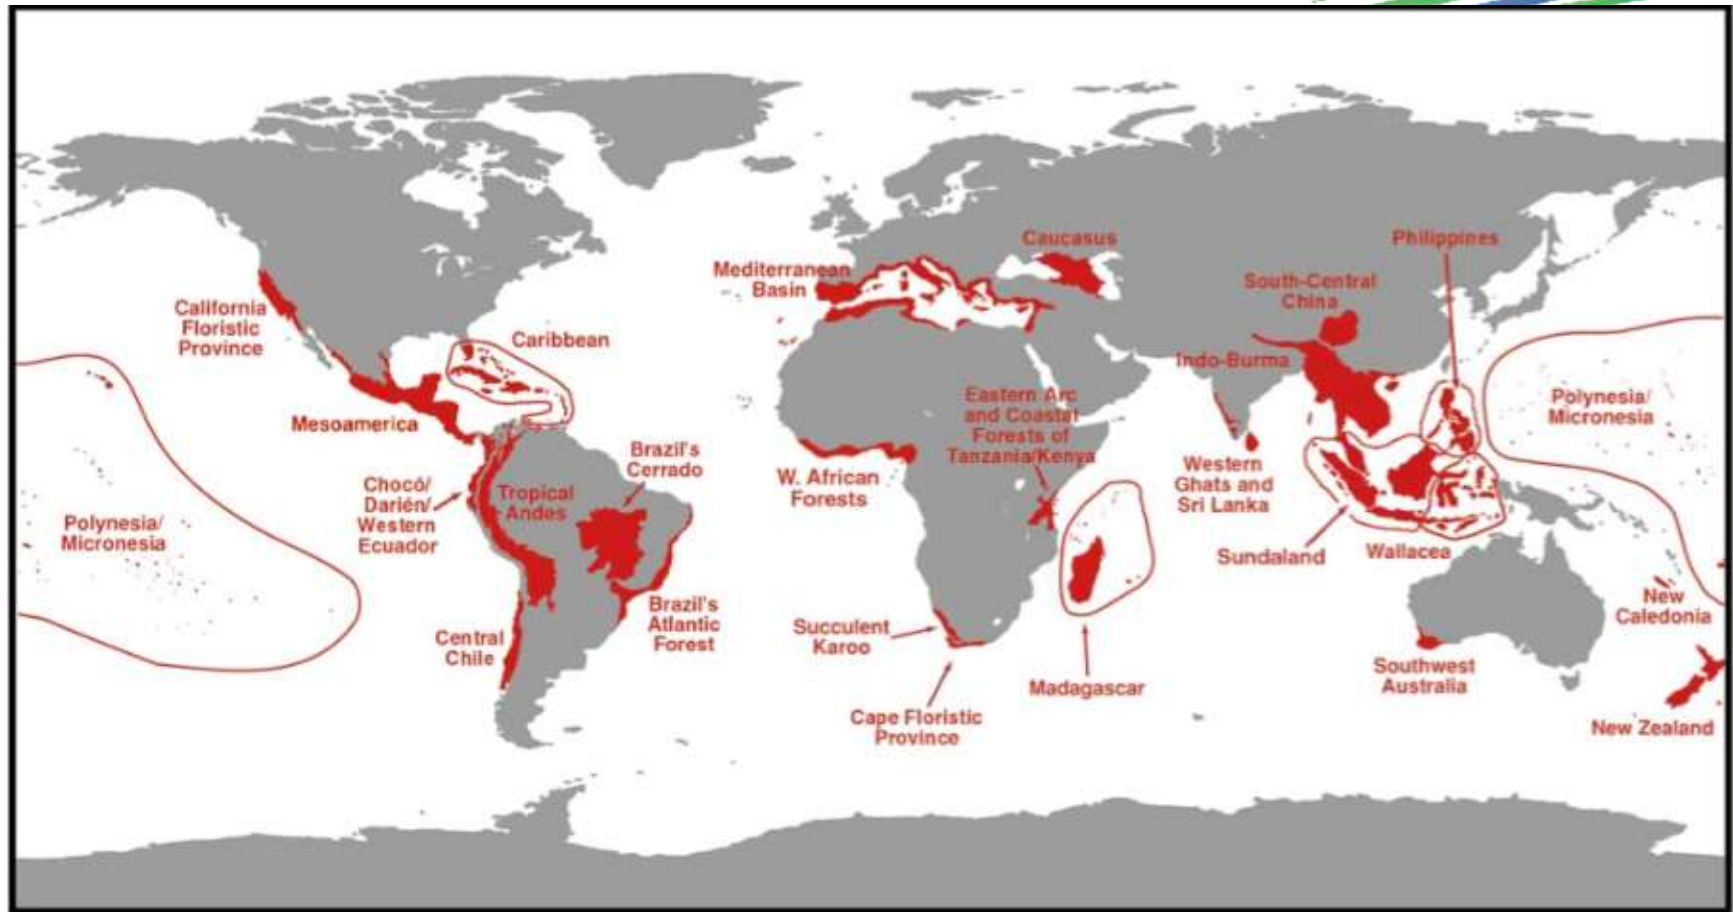 Caucasus
Philippines
Mediterranean
Basin
South-Central
China
California
Floristic
Province
Caribbean
Indo-Burma
Eastern Arc
and Coastal
Forests of
Tanzania/Kenya
Polynesia/
Micronesia
Mesoamerica
Brazil's
Cerrado
W. African
Forests
Western
Ghats and
Sri Lanka
Chocó/
Darién/
Western
Ecuador
Tropical
Andes
Polynesia/
Micronesia
Sundaland
Wallacea
New
Caledonia
Brazil's
Atlantic
Forest
Central
Chile
Succulent
Karoo
Madagascar
Southwest
Australia
Cape Floristic
Province
New Zealand